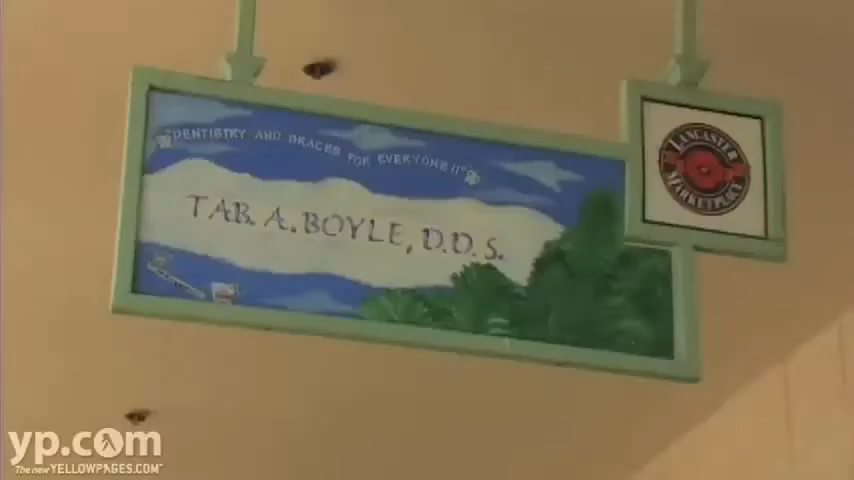 "DENTISTRY AND BRACES FOR EVERYONE!!"
TAB. A. BOYLE, D.D.S.
LANCASTER
MARKETPLACE
yp.com
The new YELLOWPAGES.COM